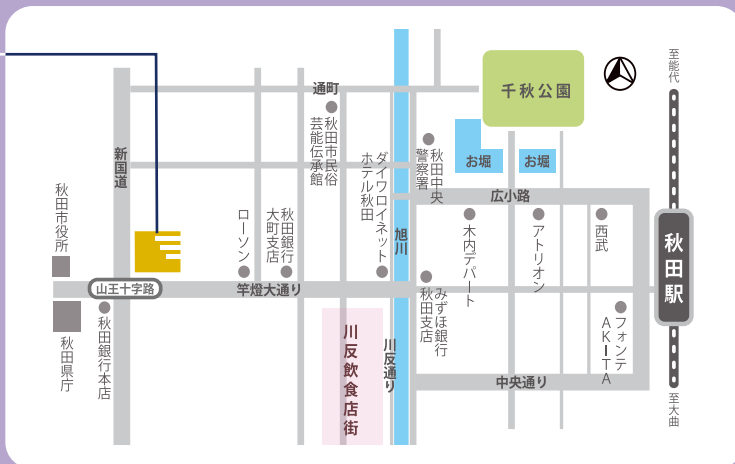 至能代
千秋公園
通町
秋田市民俗
芸能伝承館
新国道
秋田中央
警察署
お堀
お堀
ダイワロイネット
ホテル秋田
秋田市役所
広小路
ローソン
秋田銀行
大町支店
旭川
木内デパート
アトリオン
西武
秋田駅
山王十字路
竿燈大通り
みずほ銀行
秋田支店
秋田銀行本店
フォンテ
AKITA
秋田県庁
川反飲食店街
川反通り
中央通り
至大曲